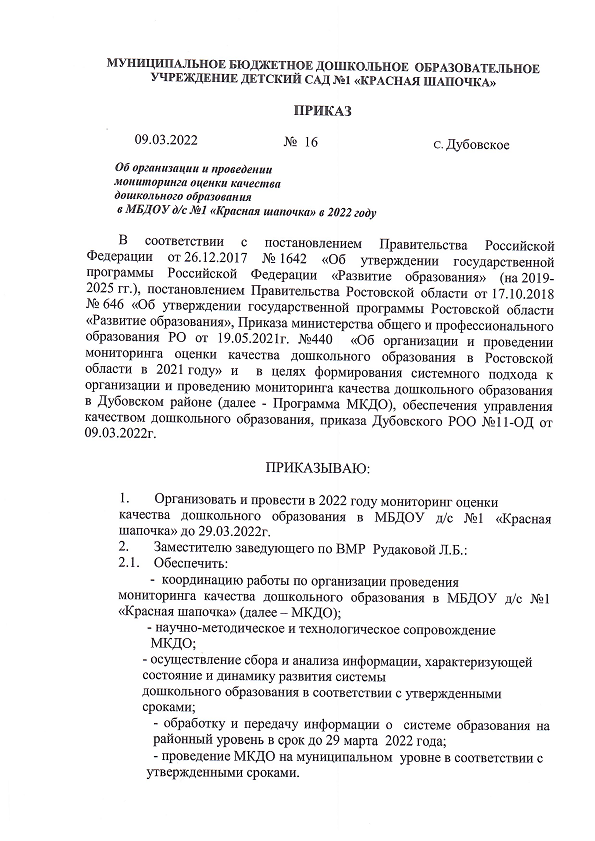 МУНИЦИПАЛЬНОЕ БЮДЖЕТНОЕ ДОШКОЛЬНОЕ ОБРАЗОВАТЕЛЬНОЕ
УЧРЕЖДЕНИЕ ДЕТСКИЙ САД №1 «КРАСНАЯ ШАПОЧКА»
ПРИКАЗ
09.03.2022 № 16 с. Дубовское
Об организации и проведении
мониторинга оценки качества
дошкольного образования
в МБДОУ д/с №1 «Красная шапочка» в 2022 году
В соответствии с постановлением Правительства Российской
Федерации от 26.12.2017 № 1642 «Об утверждении государственной
программы Российской Федерации «Развитие образования» (на 2019-
2025 гг.), постановлением Правительства Ростовской области от 17.10.2018
№ 646 «Об утверждении государственной программы Ростовской области
«Развитие образования», Приказа министерства общего и профессионального
образования РО от 19.05.2021г. №440 «Об организации и проведении
мониторинга оценки качества дошкольного образования в Ростовской
области в 2021 году» и в целях формирования системного подхода к
организации и проведению мониторинга качества дошкольного образования
в Дубовском районе (далее - Программа МКДО), обеспечения управления
качеством дошкольного образования, приказа Дубовского РОО №11-ОД от
09.03.2022г.
ПРИКАЗЫВАЮ:
1. Организовать и провести в 2022 году мониторинг оценки
качества дошкольного образования в МБДОУ д/с №1 «Красная
шапочка» до 29.03.2022г.
2. Заместителю заведующего по ВМР Рудаковой Л.Б.:
2.1. Обеспечить:
- координацию работы по организации проведения
мониторинга качества дошкольного образования в МБДОУ д/с №1
«Красная шапочка» (далее – МКДО);
- научно-методическое и технологическое сопровождение
МКДО;
- осуществление сбора и анализа информации, характеризующей
состояние и динамику развития системы
дошкольного образования в соответствии с утвержденными
сроками;
- обработку и передачу информации о системе образования на
районный уровень в срок до 29 марта 2022 года;
- проведение МКДО на муниципальном уровне в соответствии с
утвержденными сроками.